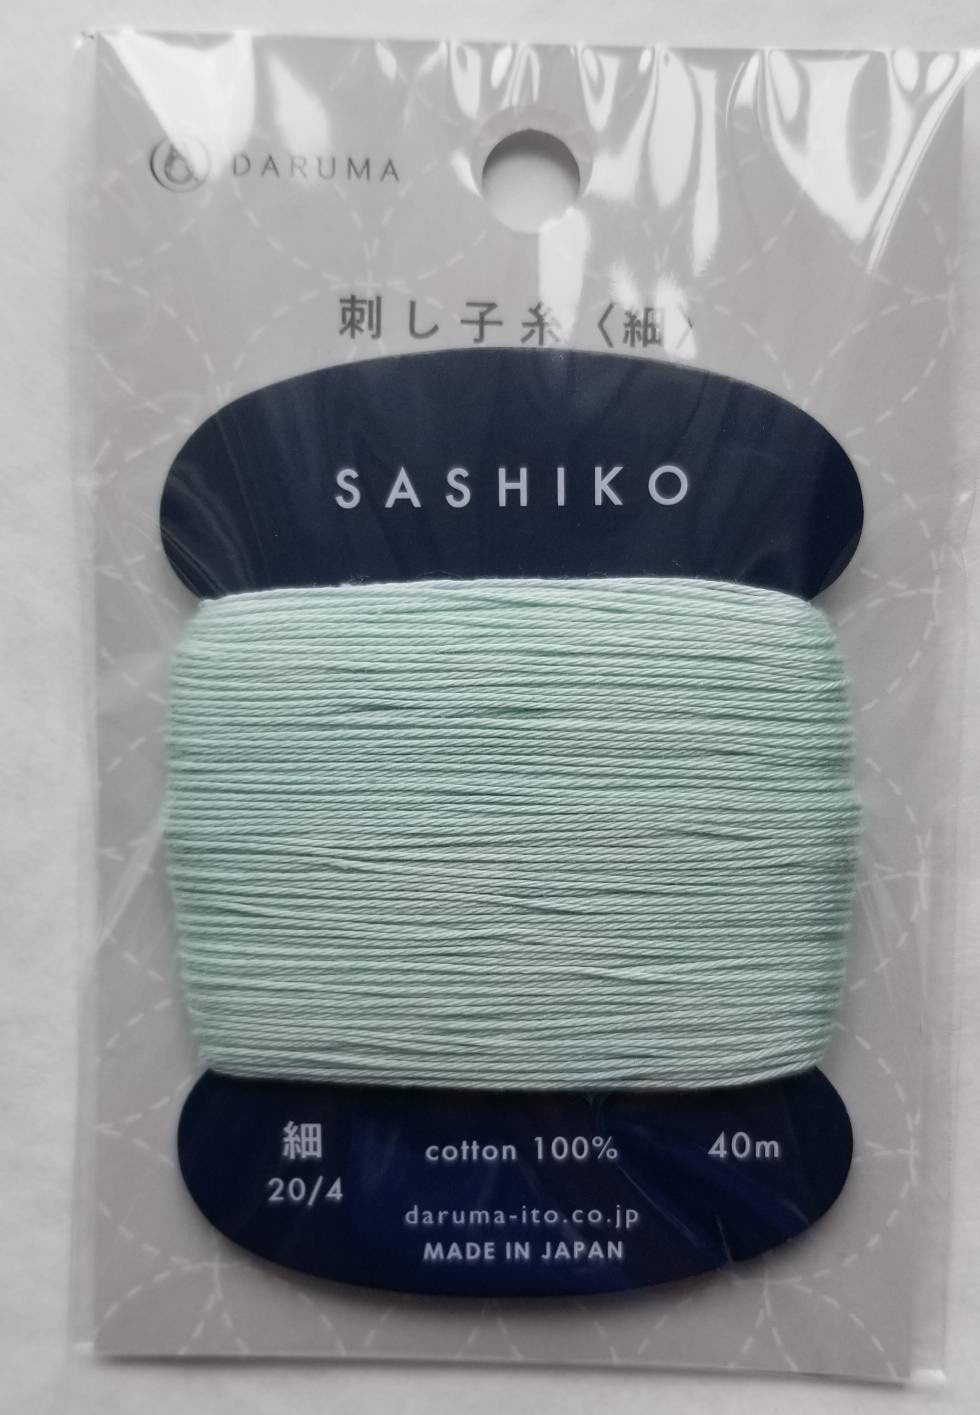 DARUMA
刺し子糸〈細〉
SASHIKO
細
20/4
cotton 100%
40m
daruma-ito.co.jp
MADE IN JAPAN